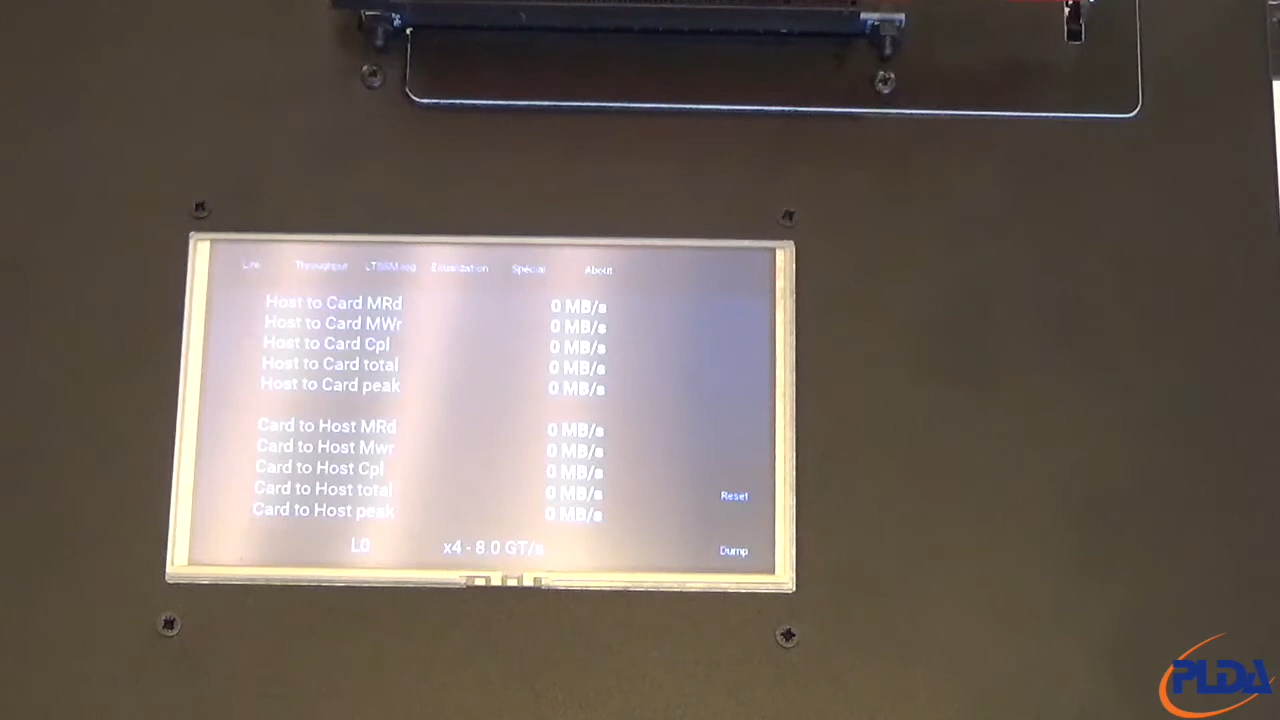 Link Throughput LTSSM log Equalization Special About
Host to Card MRd 0 MB/s
Host to Card MWr 0 MB/s
Host to Card Cpl 0 MB/s
Host to Card total 0 MB/s
Host to Card peak 0 MB/s
Card to Host MRd 0 MB/s
Card to Host Mwr 0 MB/s
Card to Host Cpl 0 MB/s
Card to Host total 0 MB/s
Reset
Card to Host peak 0 MB/s
L0 x4 - 8.0 GT/s
Dump
PLDA